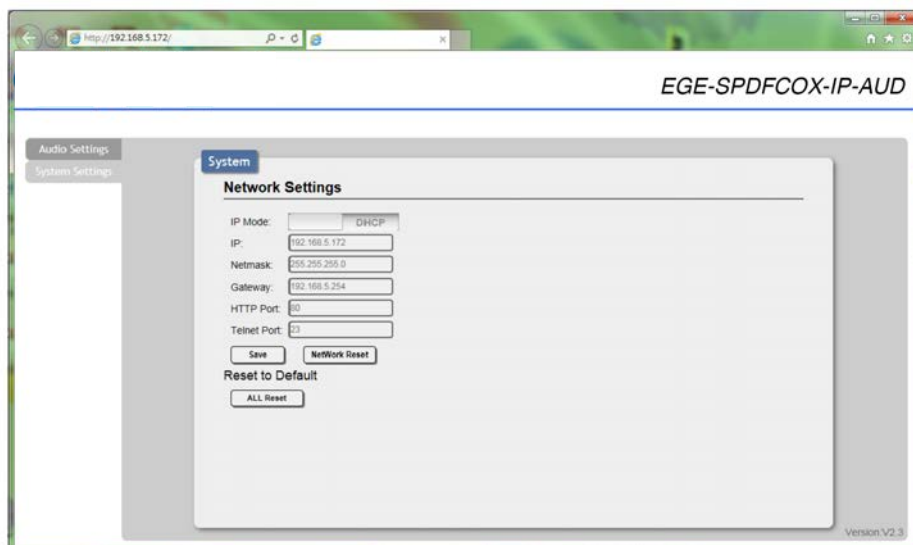 http://192.168.5.172/
EGE-SPDFCOX-IP-AUD
Audio Settings
System Settings
System
Network Settings
IP Mode: DHCP
IP: 192.168.5.172
Netmask: 255.255.255.0
Gateway: 192.168.5.254
HTTP Port: 80
Telnet Port: 23
Save NetWork Reset
Reset to Default
ALL Reset
Version:V2.3